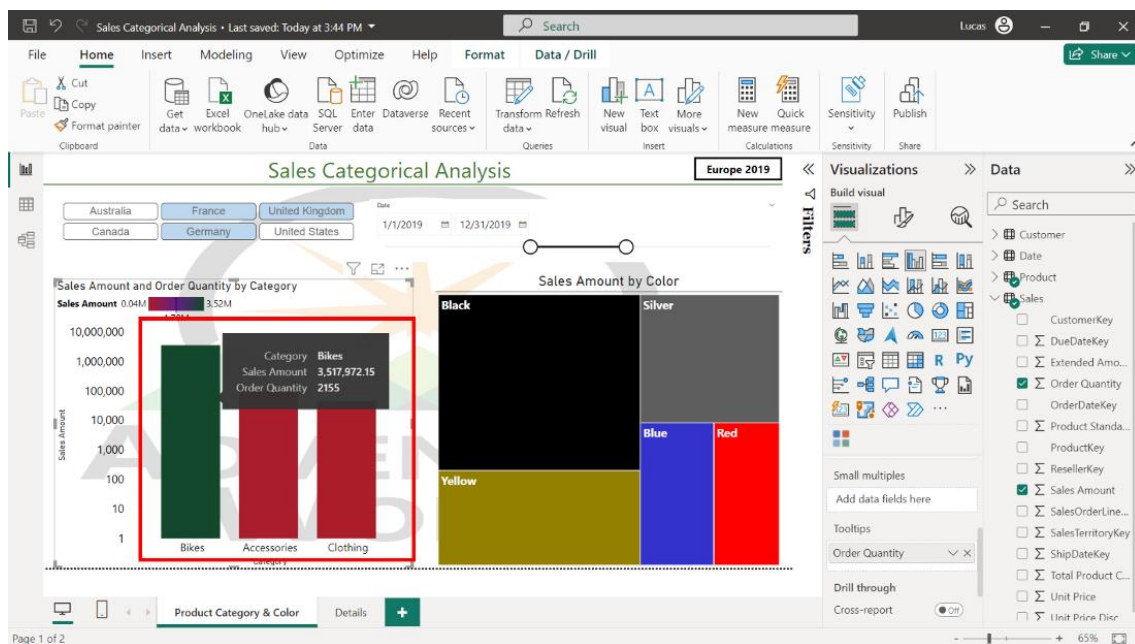 Sales Categorical Analysis • Last saved: Today at 3:44 PM
Search
Lucas
File Home Insert Modeling View Optimize Help Format Data / Drill
Share
Paste
Cut
Copy
Format painter
Clipboard
Get data
Excel workbook
OneLake data hub
SQL Server
Enter data
Dataverse
Recent sources
Data
Transform data
Refresh
Queries
New visual
Text box
More visuals
Insert
New measure
Quick measure
Calculations
Sensitivity
Sensitivity
Publish
Share
Sales Categorical Analysis
Europe 2019
Australia France United Kingdom
Canada Germany United States
Date
1/1/2019 12/31/2019
Sales Amount and Order Quantity by Category
Sales Amount 0.04M 3.52M
10,000,000
1,000,000
100,000
10,000
1,000
100
10
1
Sales Amount
Category Bikes
Sales Amount 3,517,972.15
Order Quantity 2155
Bikes Accessories Clothing
Category
Sales Amount by Color
Black
Silver
Blue
Red
Yellow
Filters
Visualizations
Build visual
R Py
123
Small multiples
Add data fields here
Tooltips
Order Quantity
Drill through
Cross-report
Off
Data
Search
Customer
Date
Product
Sales
CustomerKey
DueDateKey
Extended Amo...
Order Quantity
OrderDateKey
Product Standa...
ProductKey
ResellerKey
Sales Amount
SalesOrderLine...
SalesTerritoryKey
ShipDateKey
Total Product C...
Unit Price
Unit Price Disc
Product Category & Color
Details
Page 1 of 2
65%